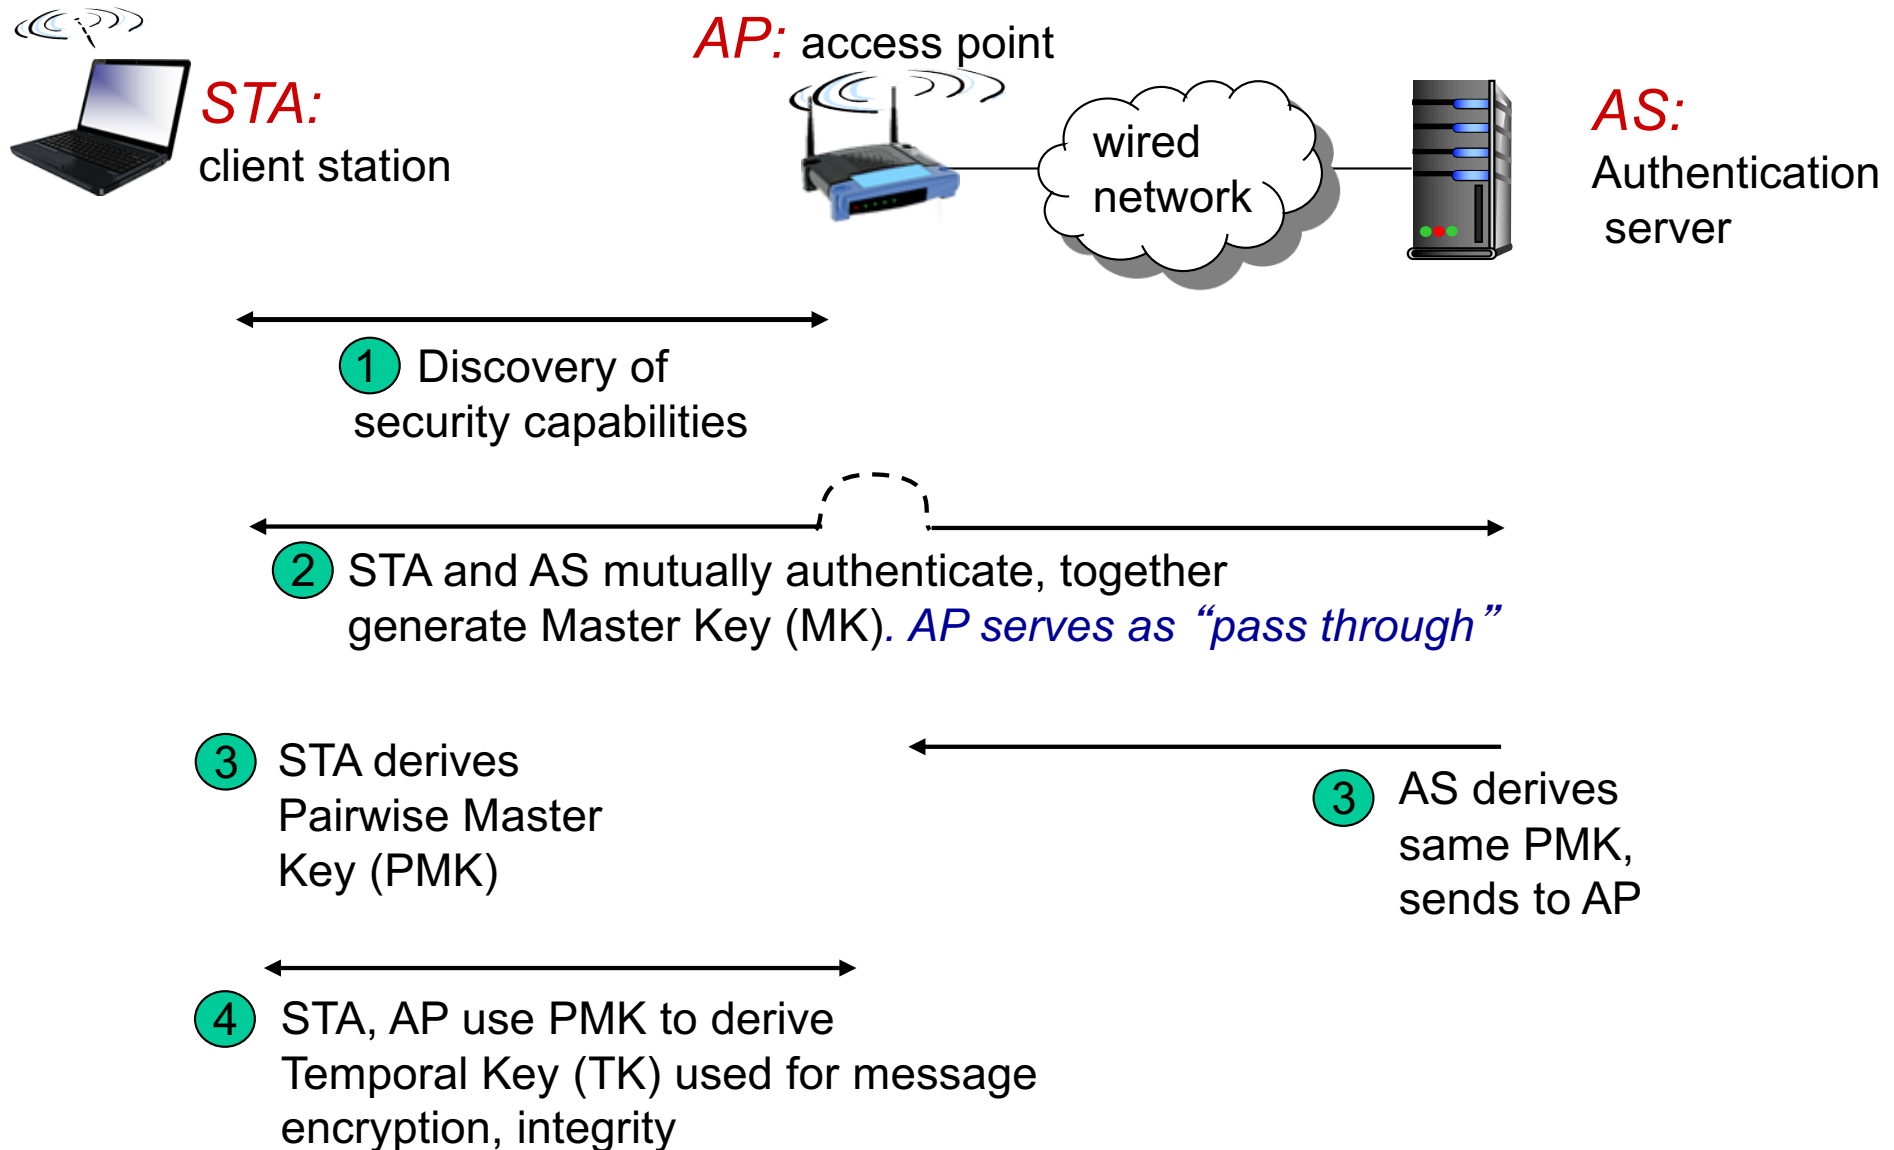 AP: access point
STA:
client station
wired
network
AS:
Authentication
server
1 Discovery of
security capabilities
2 STA and AS mutually authenticate, together
generate Master Key (MK). AP serves as “pass through”
3 STA derives
Pairwise Master
Key (PMK)
3 AS derives
same PMK,
sends to AP
4 STA, AP use PMK to derive
Temporal Key (TK) used for message
encryption, integrity